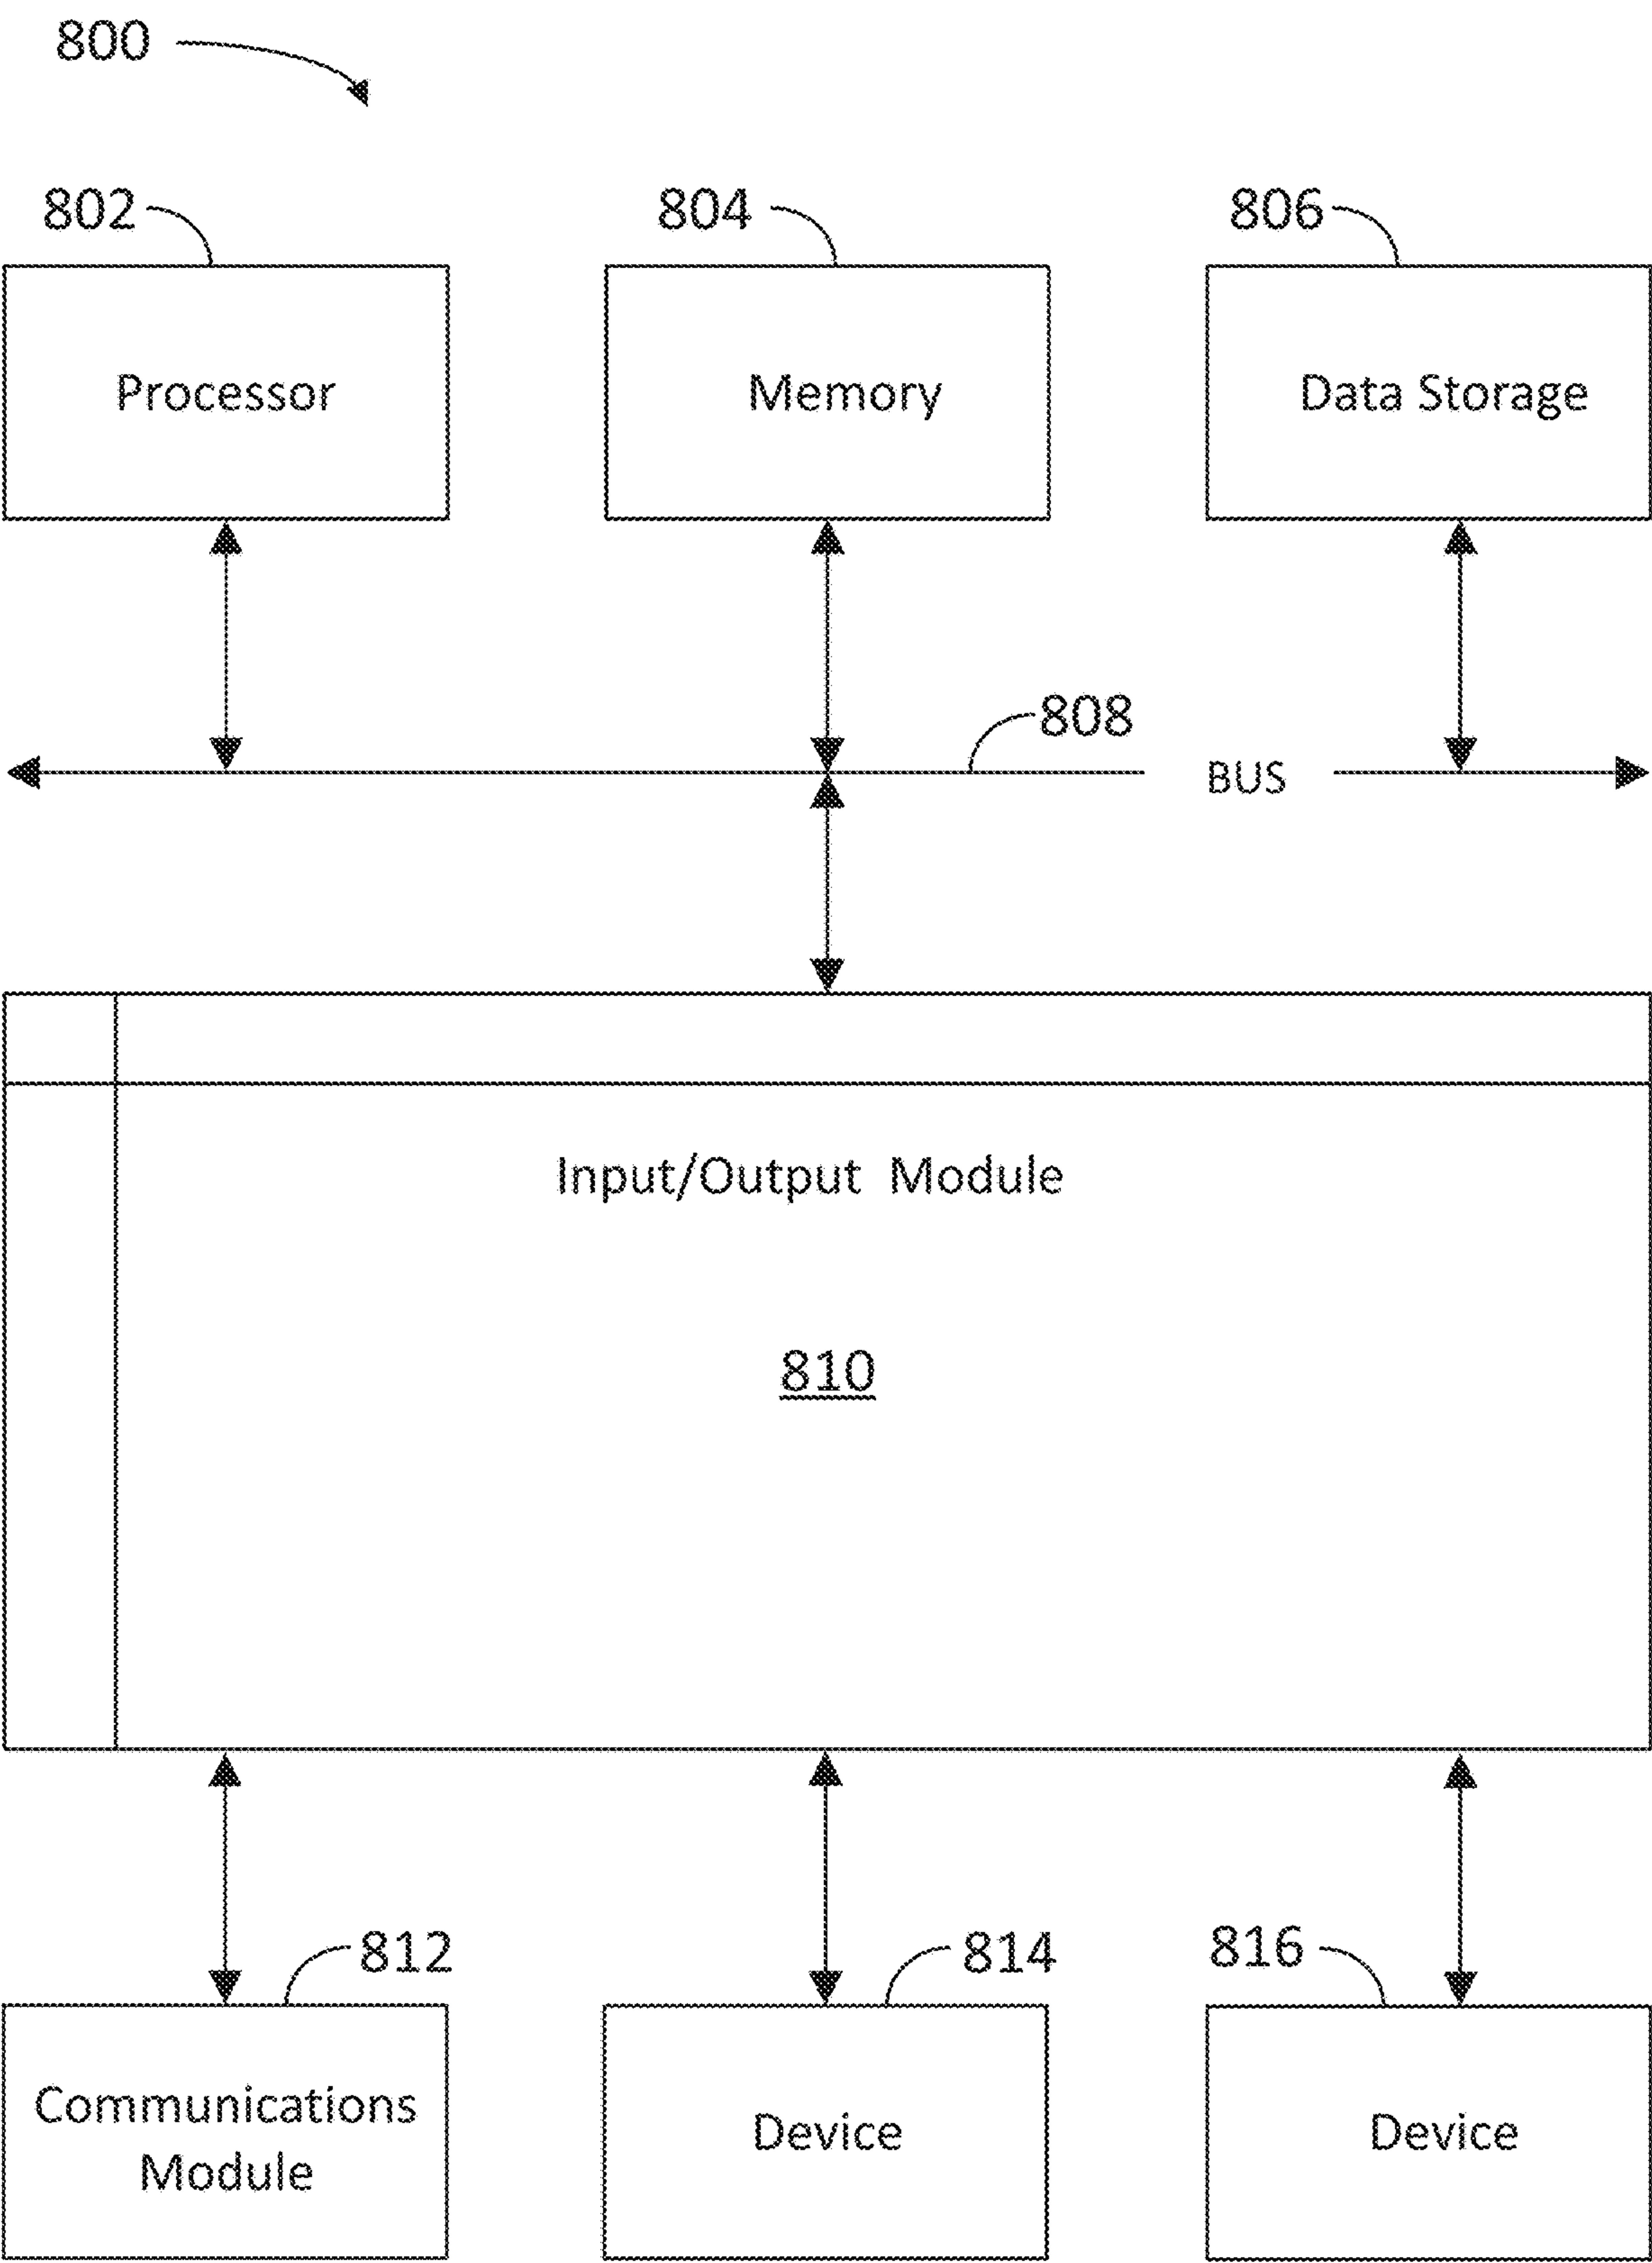 800
802
804
806
Processor
Memory
Data Storage
808
BUS
Input/Output Module
810
812
814
816
Communications
Module
Device
Device